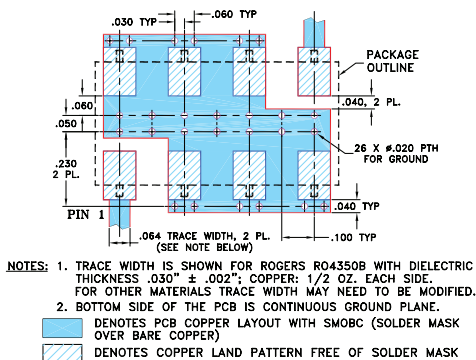 .030 TYP
.060 TYP
PACKAGE
OUTLINE
.040, 2 PL.
.060
.050
26 X ø.020 PTH
FOR GROUND
.230
2 PL.
PIN 1
.040 TYP
.064 TRACE WIDTH, 2 PL.
(SEE NOTE BELOW)
.100 TYP
NOTES: 1. TRACE WIDTH IS SHOWN FOR ROGERS RO4350B WITH DIELECTRIC
THICKNESS .030" ± .002"; COPPER: 1/2 OZ. EACH SIDE.
FOR OTHER MATERIALS TRACE WIDTH MAY NEED TO BE MODIFIED.
2. BOTTOM SIDE OF THE PCB IS CONTINUOUS GROUND PLANE.
DENOTES PCB COPPER LAYOUT WITH SMOBC (SOLDER MASK
OVER BARE COPPER)
DENOTES COPPER LAND PATTERN FREE OF SOLDER MASK